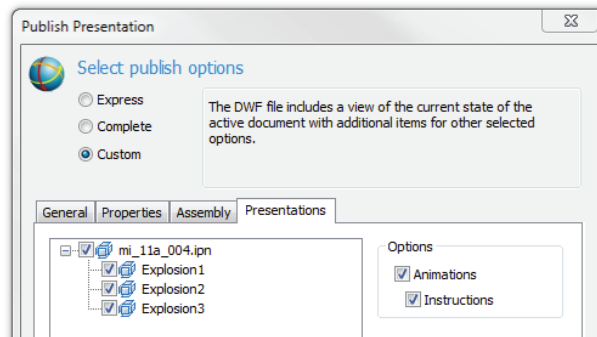 Publish Presentation
Select publish options
Express
Complete
Custom
The DWF file includes a view of the current state of the
active document with additional items for other selected
options.
General Properties Assembly Presentations
mi_11a_004.ipn
Explosion1
Explosion2
Explosion3
Options
Animations
Instructions